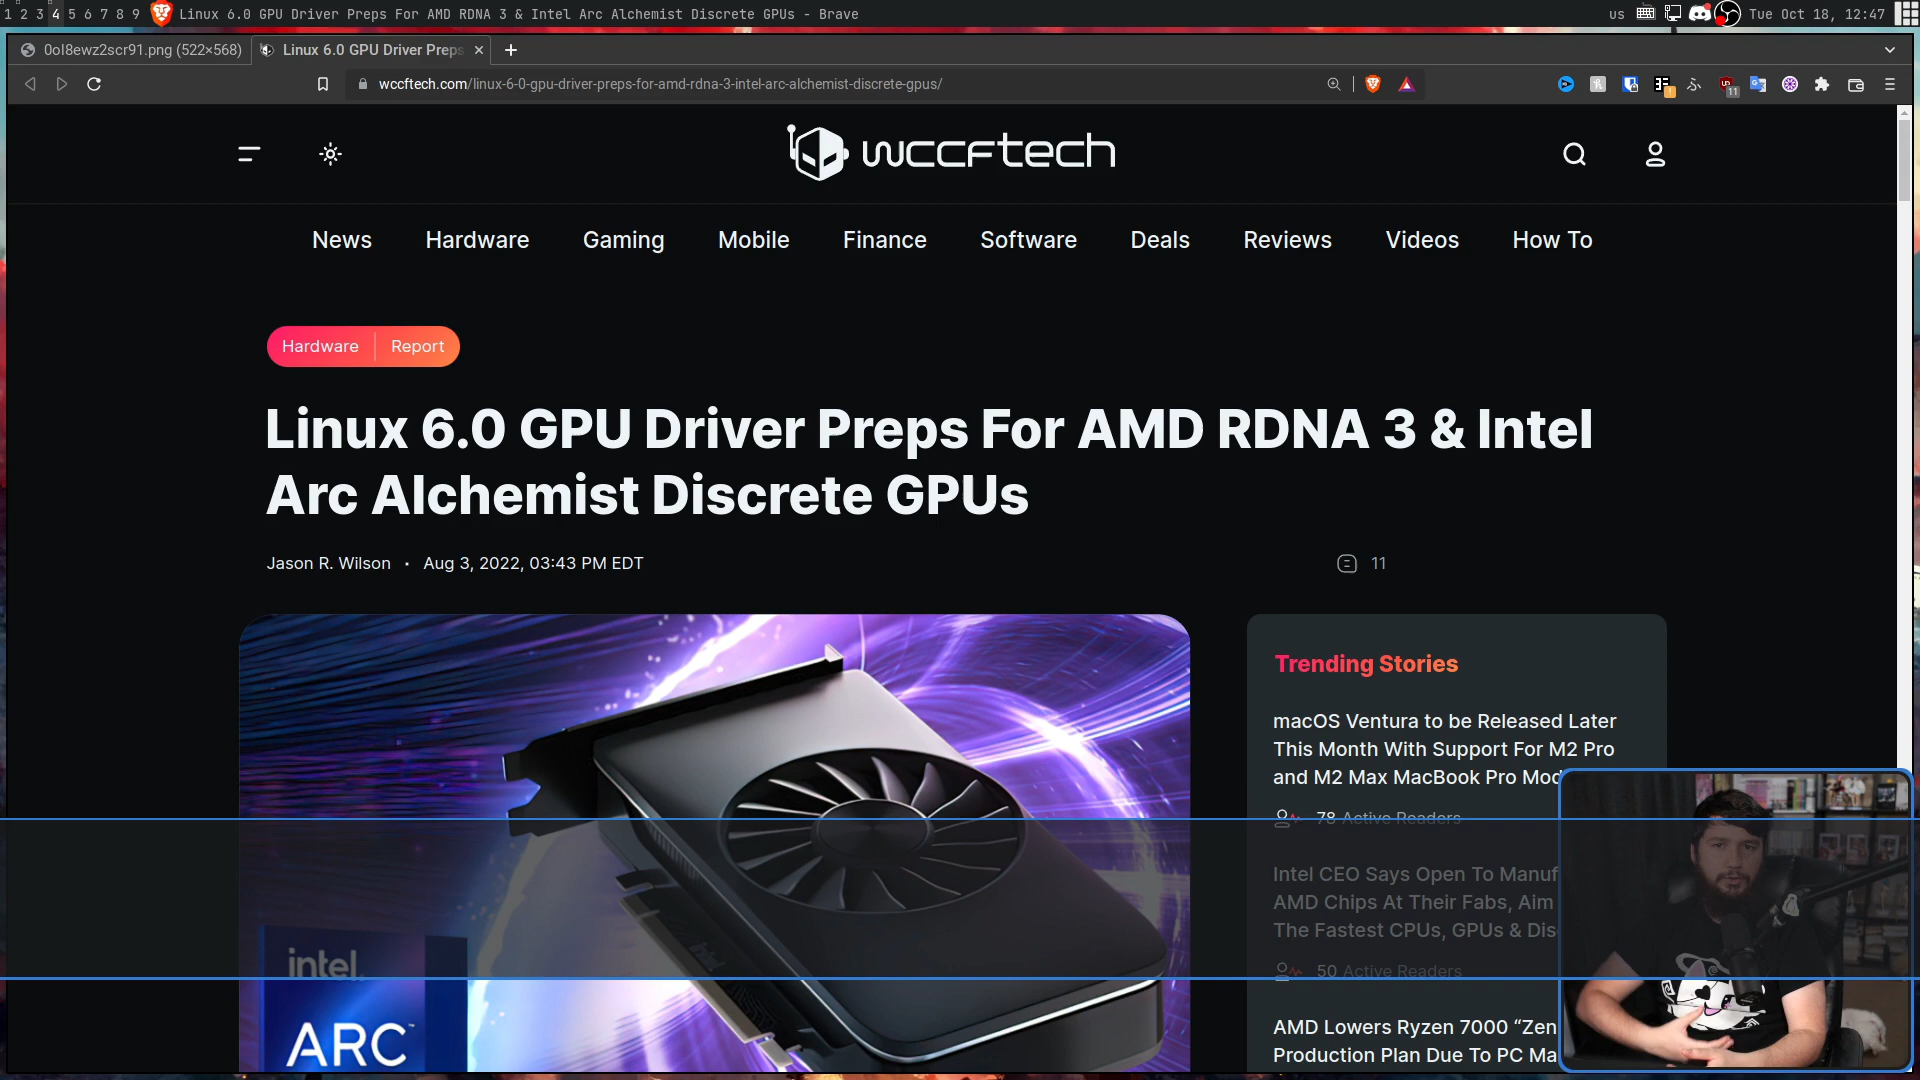 1 2 3 4 5 6 7 8 9 Linux 6.0 GPU Driver Preps For AMD RDNA 3 & Intel Arc Alchemist Discrete GPUs - Brave us Tue Oct 18, 12:47
0ol8ewz2scr91.png (522×568) Linux 6.0 GPU Driver Preps
wccftech.com/linux-6-0-gpu-driver-preps-for-amd-rdna-3-intel-arc-alchemist-discrete-gpus/
11
wccftech
News Hardware Gaming Mobile Finance Software Deals Reviews Videos How To
Hardware Report
Linux 6.0 GPU Driver Preps For AMD RDNA 3 & Intel
Arc Alchemist Discrete GPUs
Jason R. Wilson • Aug 3, 2022, 03:43 PM EDT 11
Trending Stories
macOS Ventura to be Released Later
This Month With Support For M2 Pro
and M2 Max MacBook Pro Mod
78 Active Readers
Intel CEO Says Open To Manuf
AMD Chips At Their Fabs, Aim
The Fastest CPUs, GPUs & Dis
50 Active Readers
AMD Lowers Ryzen 7000 “Zen
Production Plan Due To PC Ma
intel.
ARC™